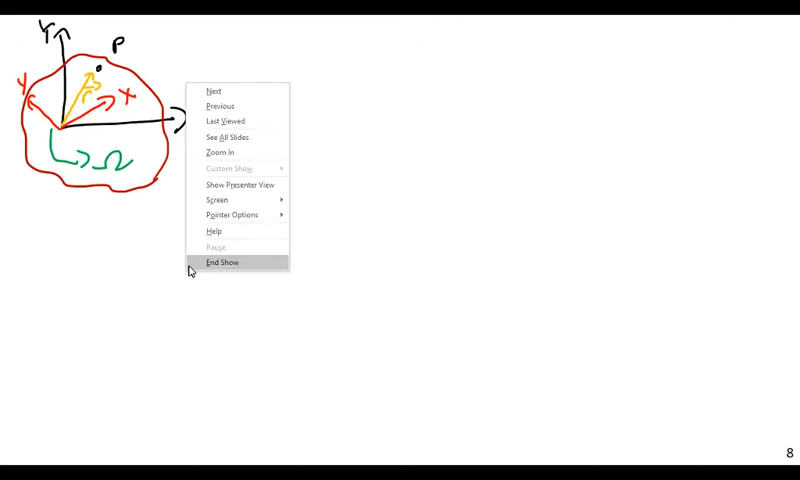 Y
P
Y
r
X
Ω
Next
Previous
Last Viewed
See All Slides
Zoom In
Custom Show
Show Presenter View
Screen
Pointer Options
Help
Pause
End Show
8